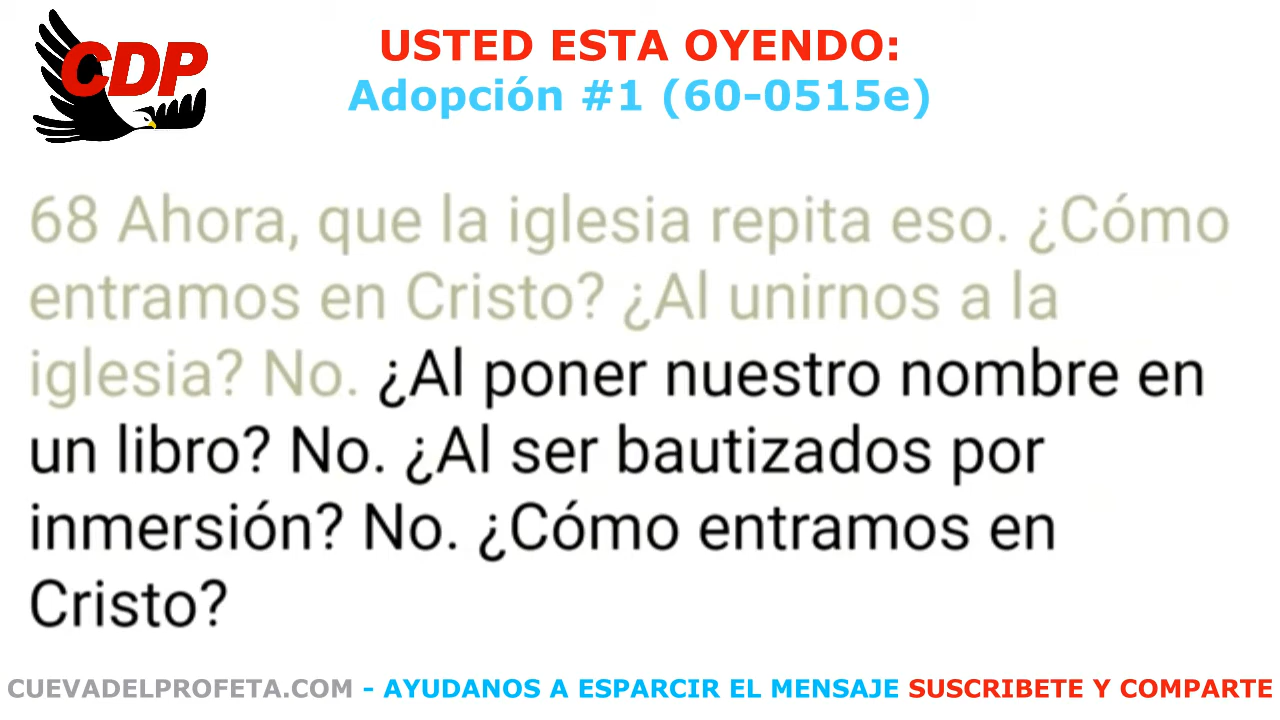 CDP
USTED ESTA OYENDO:
Adopción #1 (60-0515e)
68 Ahora, que la iglesia repita eso. ¿Cómo
entramos en Cristo? ¿Al unirnos a la
iglesia? No. ¿Al poner nuestro nombre en
un libro? No. ¿Al ser bautizados por
inmersión? No. ¿Cómo entramos en
Cristo?
CUEVADELPROFETA.COM - AYUDANOS A ESPARCIR EL MENSAJE SUSCRIBETE Y COMPARTE